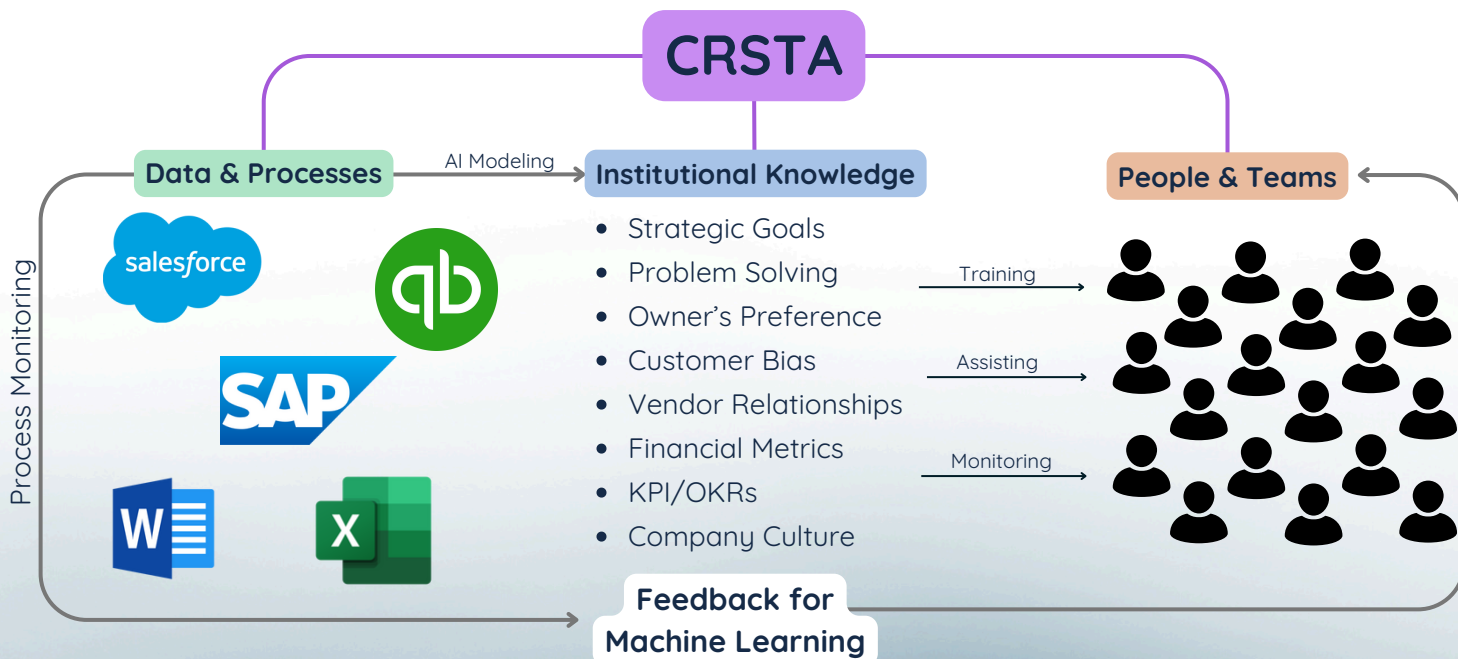 CRSTA
Data & Processes
AI Modeling
Institutional Knowledge
People & Teams
Process Monitoring
salesforce
qb
SAP
W
X
• Strategic Goals
• Problem Solving
• Owner’s Preference
• Customer Bias
• Vendor Relationships
• Financial Metrics
• KPI/OKRs
• Company Culture
Training
Assisting
Monitoring
Feedback for
Machine Learning